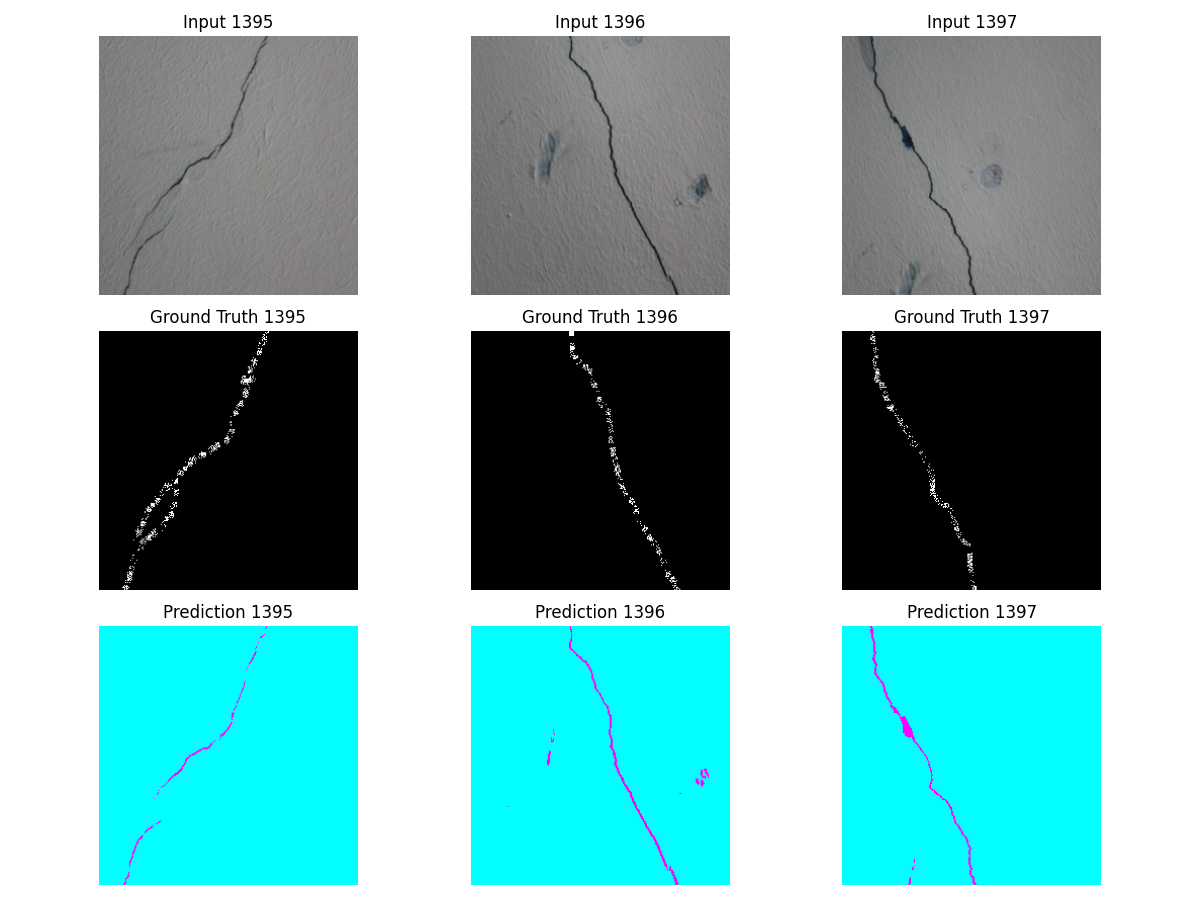 Input 1395
Input 1396
Input 1397
Ground Truth 1395
Ground Truth 1396
Ground Truth 1397
Prediction 1395
Prediction 1396
Prediction 1397